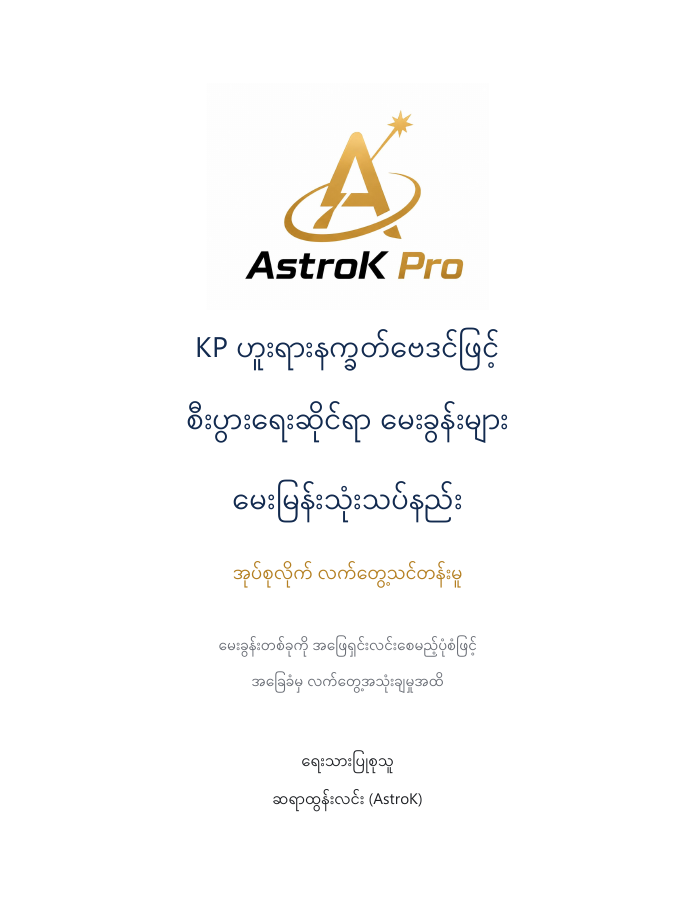 AstroK Pro
KP ဟူးရားနက္ခတ်ဗေဒင်ဖြင့်
စီးပွားရေးဆိုင်ရာ မေးခွန်းများ
မေးမြန်းသုံးသပ်နည်း
အုပ်စုလိုက် လက်တွေ့သင်တန်းမူ
မေးခွန်းတစ်ခုကို အဖြေရှင်းလင်းစေမည့်ပုံစံဖြင့်
အခြေခံမှ လက်တွေ့အသုံးချမှုအထိ
ရေးသားပြုစုသူ
ဆရာထွန်းလင်း (AstroK)